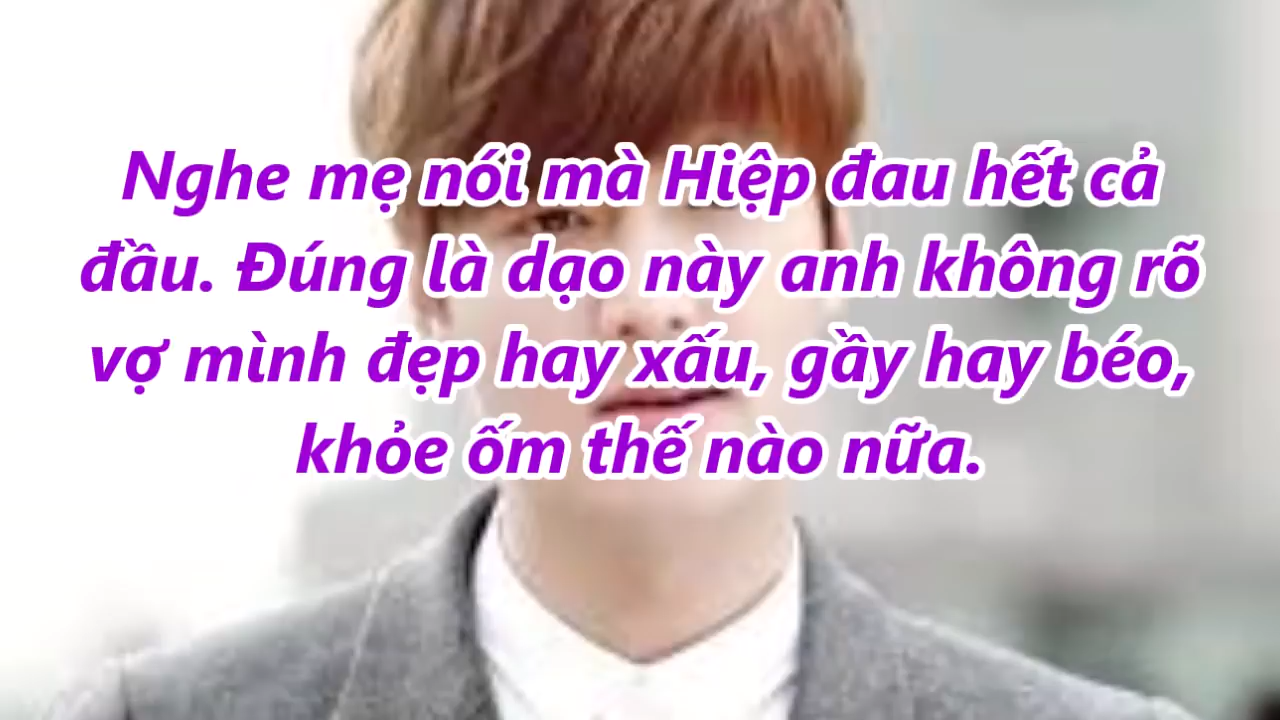 Nghe mẹ nói mà Hiệp đau hết cả
đầu. Đúng là dạo này anh không rõ
vợ mình đẹp hay xấu, gầy hay béo,
khỏe ốm thế nào nữa.